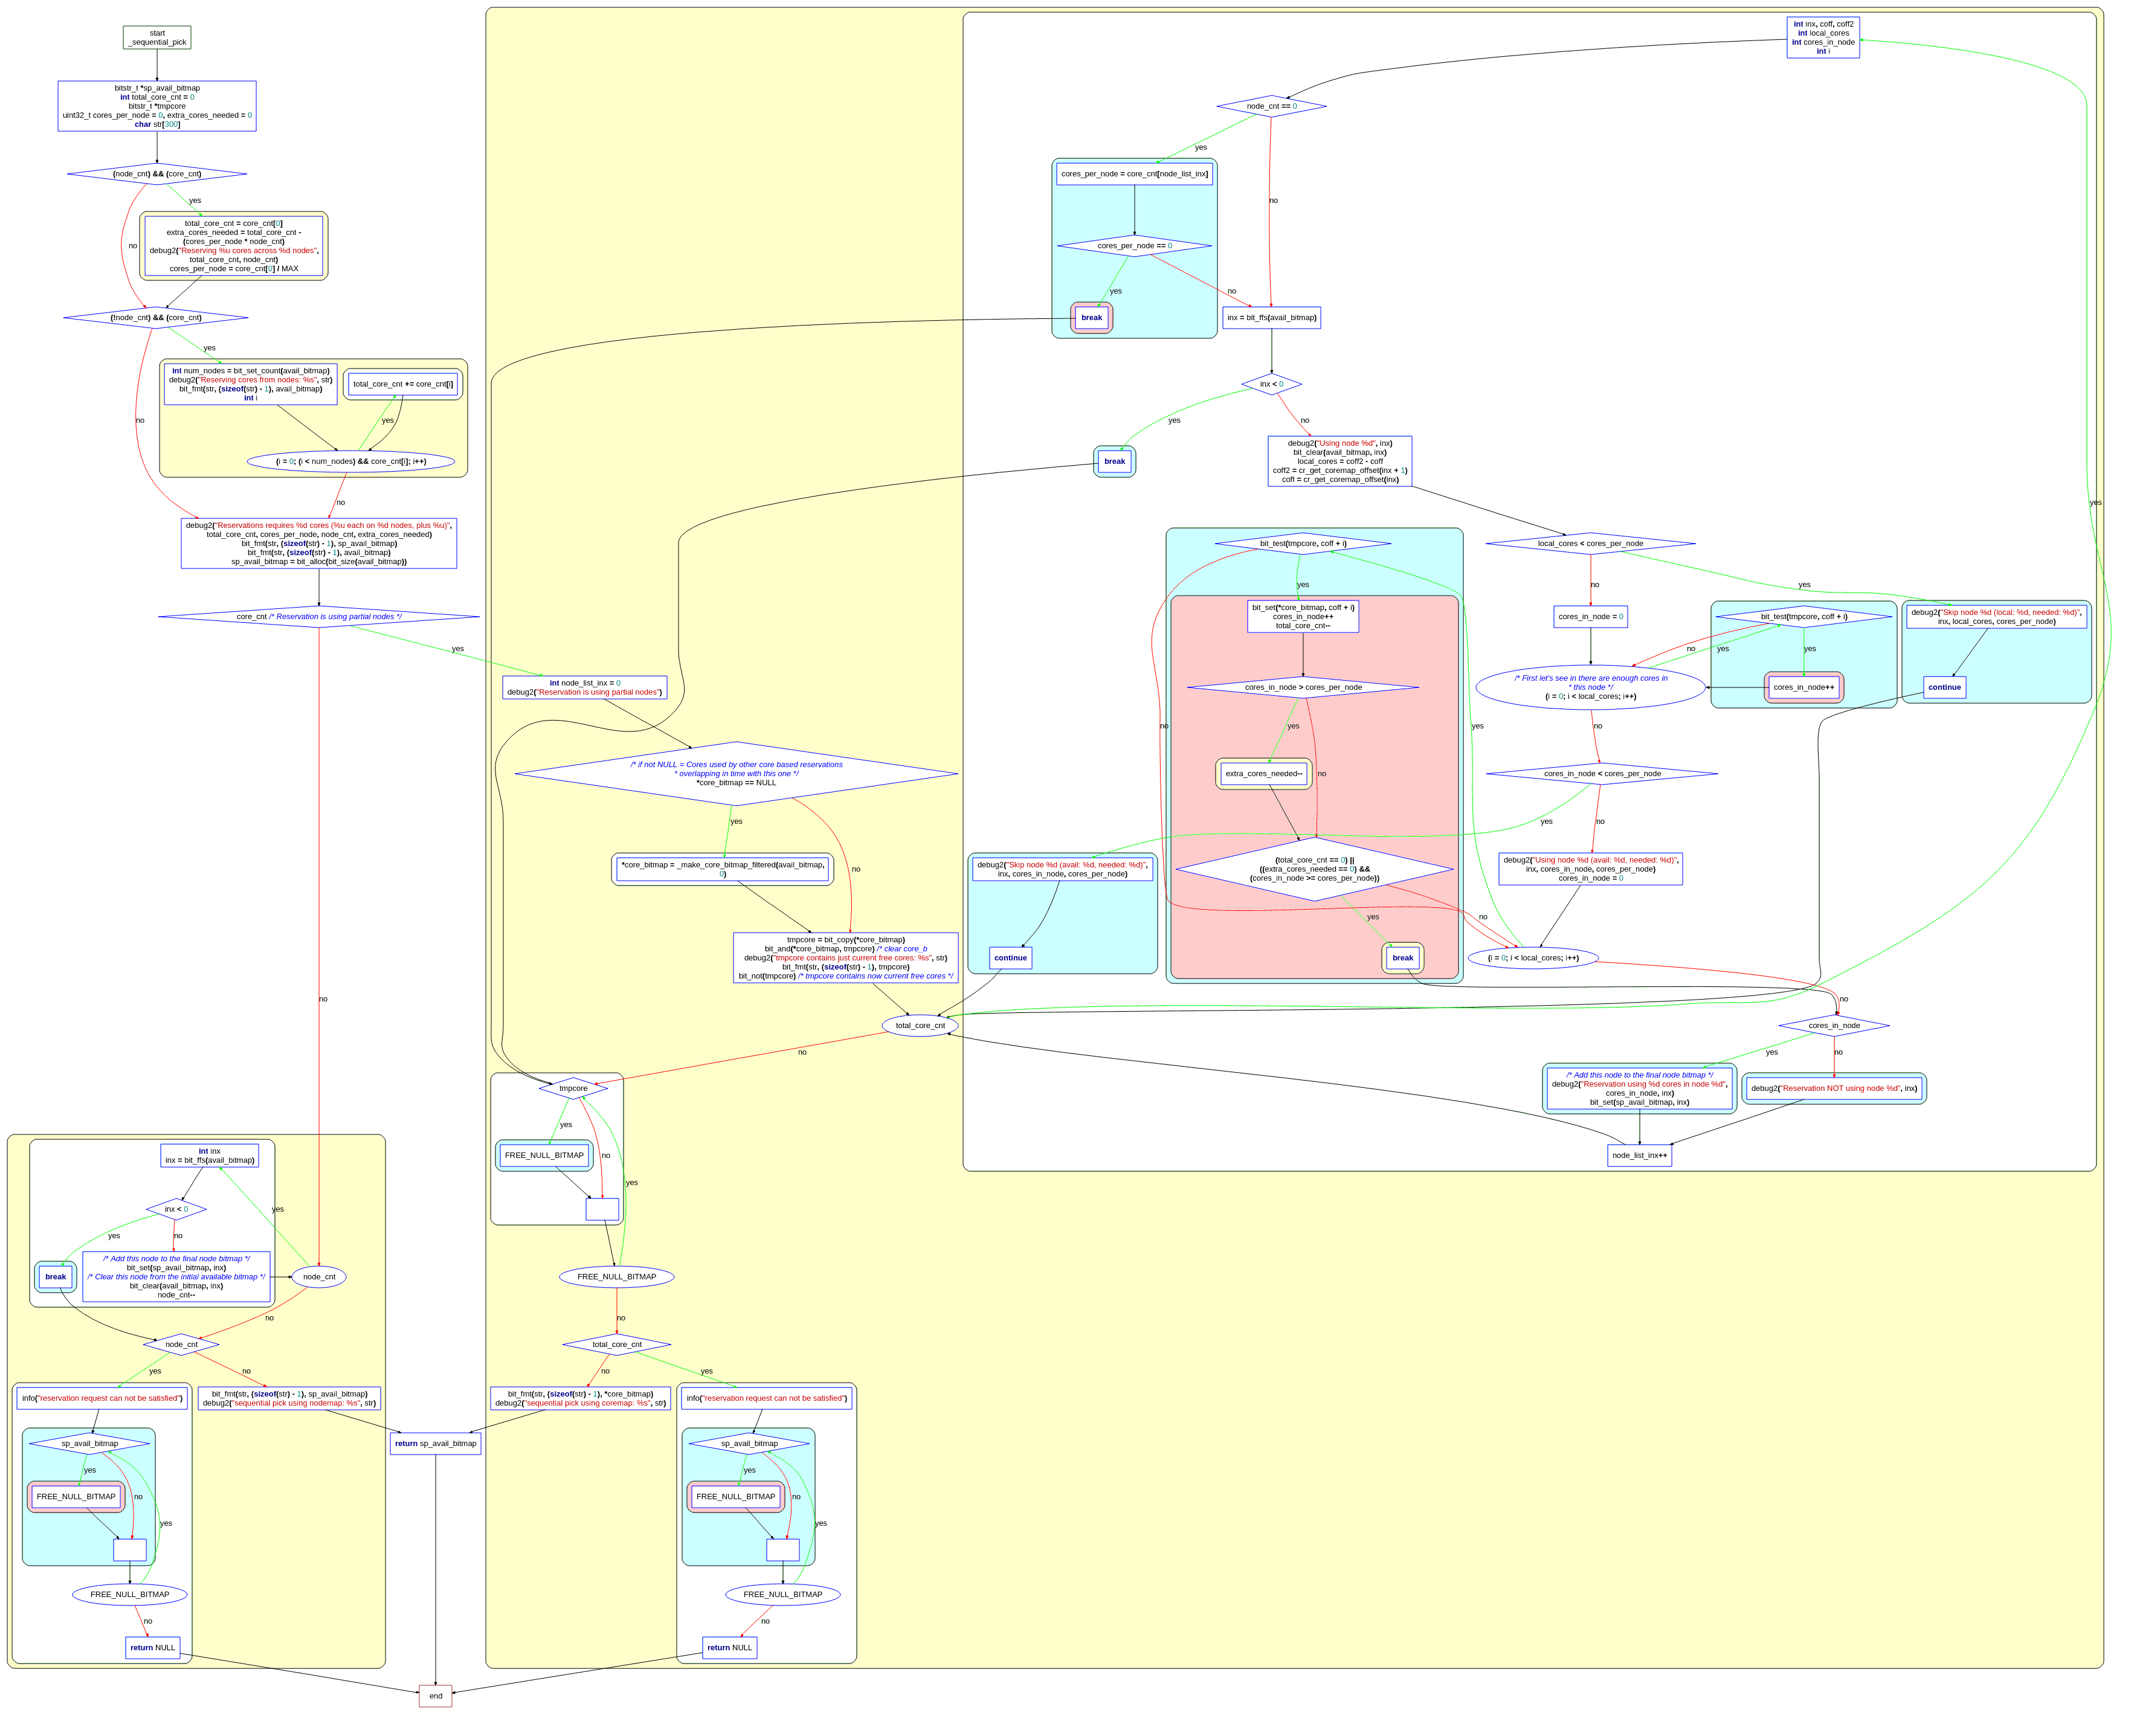 start
_sequential_pick
bitstr_t *sp_avail_bitmap
int total_core_cnt = 0
bitstr_t *tmpcore
uint32_t cores_per_node = 0, extra_cores_needed = 0
char str[300]
(node_cnt) && (core_cnt)
yes
no
total_core_cnt = core_cnt[0]
extra_cores_needed = total_core_cnt -
(cores_per_node * node_cnt)
debug2("Reserving %u cores across %d nodes",
total_core_cnt, node_cnt)
cores_per_node = core_cnt[0] / MAX
(!node_cnt) && (core_cnt)
yes
no
int num_nodes = bit_set_count(avail_bitmap)
debug2("Reserving cores from nodes: %s", str)
bit_fmt(str, (sizeof(str) - 1), avail_bitmap)
int i
total_core_cnt += core_cnt[i]
yes
(i = 0; (i < num_nodes) && core_cnt[i]; i++)
no
debug2("Reservations requires %d cores (%u each on %d nodes, plus %u)",
total_core_cnt, cores_per_node, node_cnt, extra_cores_needed)
bit_fmt(str, (sizeof(str) - 1), sp_avail_bitmap)
bit_fmt(str, (sizeof(str) - 1), avail_bitmap)
sp_avail_bitmap = bit_alloc(bit_size(avail_bitmap))
core_cnt /* Reservation is using partial nodes */
yes
no
int node_list_inx = 0
debug2("Reservation is using partial nodes")
/* if not NULL = Cores used by other core based reservations
* overlapping in time with this one */
*core_bitmap == NULL
yes
no
*core_bitmap = _make_core_bitmap_filtered(avail_bitmap,
0)
tmpcore = bit_copy(*core_bitmap)
bit_and(*core_bitmap, tmpcore) /* clear core_b
debug2("tmpcore contains just current free cores: %s", str)
bit_fmt(str, (sizeof(str) - 1), tmpcore)
bit_not(tmpcore) /* tmpcore contains now current free cores */
total_core_cnt
yes
no
int inx, coff, coff2
int local_cores
int cores_in_node
int i
node_cnt == 0
yes
no
cores_per_node = core_cnt[node_list_inx]
cores_per_node == 0
yes
no
break
inx = bit_ffs(avail_bitmap)
inx < 0
yes
no
break
debug2("Using node %d", inx)
bit_clear(avail_bitmap, inx)
local_cores = coff2 - coff
coff2 = cr_get_coremap_offset(inx + 1)
coff = cr_get_coremap_offset(inx)
local_cores < cores_per_node
no
yes
debug2("Skip node %d (local: %d, needed: %d)",
inx, local_cores, cores_per_node)
continue
cores_in_node = 0
/* First let's see in there are enough cores in
* this node */
(i = 0; i < local_cores; i++)
yes
no
bit_test(tmpcore, coff + i)
no
yes
cores_in_node++
cores_in_node < cores_per_node
yes
no
debug2("Skip node %d (avail: %d, needed: %d)",
inx, cores_in_node, cores_per_node)
continue
debug2("Using node %d (avail: %d, needed: %d)",
inx, cores_in_node, cores_per_node)
cores_in_node = 0
(i = 0; i < local_cores; i++)
yes
no
bit_test(tmpcore, coff + i)
yes
no
bit_set(*core_bitmap, coff + i)
cores_in_node++
total_core_cnt--
cores_in_node > cores_per_node
yes
no
extra_cores_needed--
(total_core_cnt == 0) ||
((extra_cores_needed == 0) &&
(cores_in_node >= cores_per_node))
yes
no
break
cores_in_node
yes
no
/* Add this node to the final node bitmap */
debug2("Reservation using %d cores in node %d",
cores_in_node, inx)
bit_set(sp_avail_bitmap, inx)
debug2("Reservation NOT using node %d", inx)
node_list_inx++
tmpcore
yes
no
FREE_NULL_BITMAP
yes
FREE_NULL_BITMAP
no
total_core_cnt
no
yes
bit_fmt(str, (sizeof(str) - 1), *core_bitmap)
debug2("sequential pick using coremap: %s", str)
info("reservation request can not be satisfied")
sp_avail_bitmap
yes
no
FREE_NULL_BITMAP
yes
FREE_NULL_BITMAP
no
return NULL
int inx
inx = bit_ffs(avail_bitmap)
inx < 0
yes
no
yes
break
/* Add this node to the final node bitmap */
bit_set(sp_avail_bitmap, inx)
/* Clear this node from the initial available bitmap */
bit_clear(avail_bitmap, inx)
node_cnt--
node_cnt
no
node_cnt
yes
no
info("reservation request can not be satisfied")
bit_fmt(str, (sizeof(str) - 1), sp_avail_bitmap)
debug2("sequential pick using nodemap: %s", str)
return sp_avail_bitmap
sp_avail_bitmap
yes
no
FREE_NULL_BITMAP
yes
FREE_NULL_BITMAP
no
return NULL
end